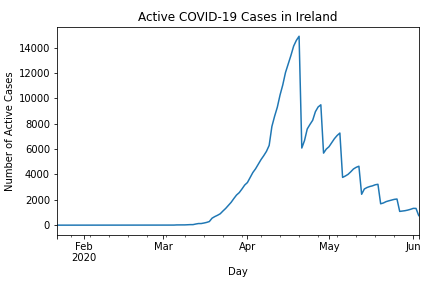 Active COVID-19 Cases in Ireland
Number of Active Cases
14000
12000
10000
8000
6000
4000
2000
0
Feb
2020
Mar
Apr
May
Jun
Day